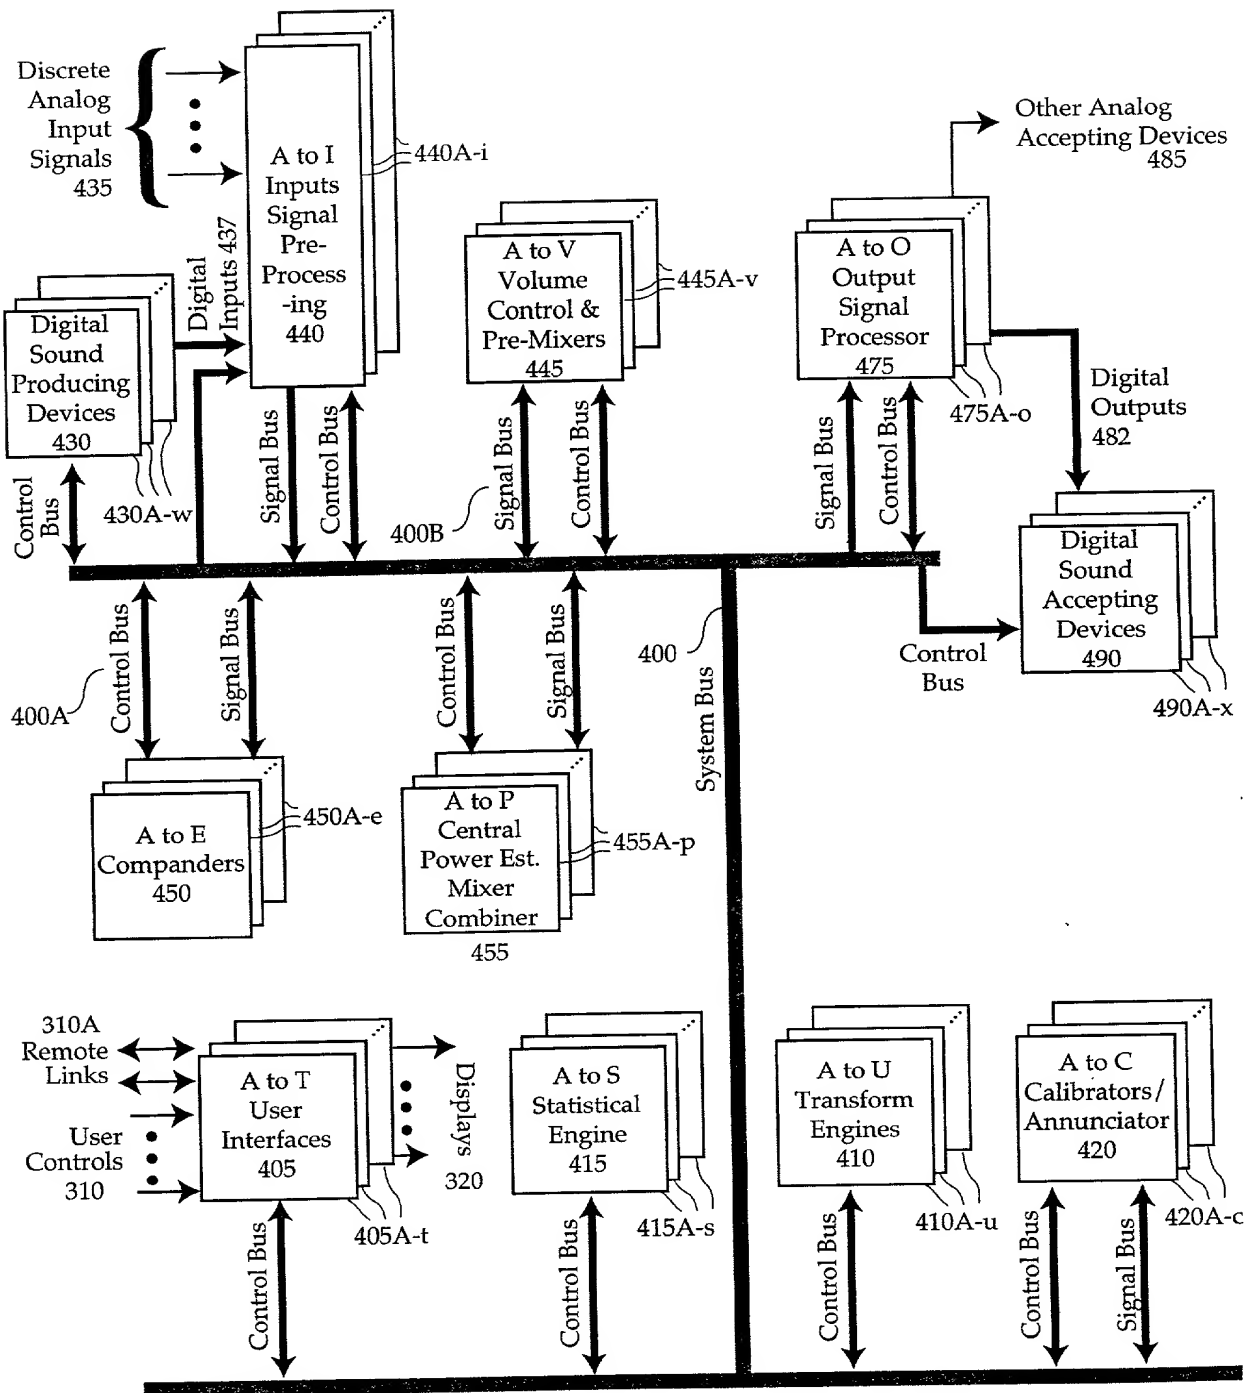 Discrete
Analog
Input
Signals
435
A to I
Inputs
Signal
Pre-
Process
-ing
440
440A-i
Digital
Inputs 437
Digital
Sound
Producing
Devices
430
430A-w
Control
Bus
Signal Bus
Control Bus
A to V
Volume
Control &
Pre-Mixers
445
445A-v
Signal Bus
Control Bus
400B
A to O
Output
Signal
Processor
475
475A-o
Other Analog
Accepting Devices
485
Digital
Outputs
482
Signal Bus
Control Bus
Digital
Sound
Accepting
Devices
490
490A-x
Control
Bus
400A
Control Bus
Signal Bus
A to E
Companders
450
450A-e
Control Bus
Signal Bus
A to P
Central
Power Est.
Mixer
Combiner
455
455A-p
400
System Bus
310A
Remote
Links
User
Controls
310
A to T
User
Interfaces
405
405A-t
Displays
320
Control Bus
A to S
Statistical
Engine
415
415A-s
Control Bus
A to U
Transform
Engines
410
410A-u
Control Bus
A to C
Calibrators/
Annunciator
420
420A-c
Control Bus
Signal Bus